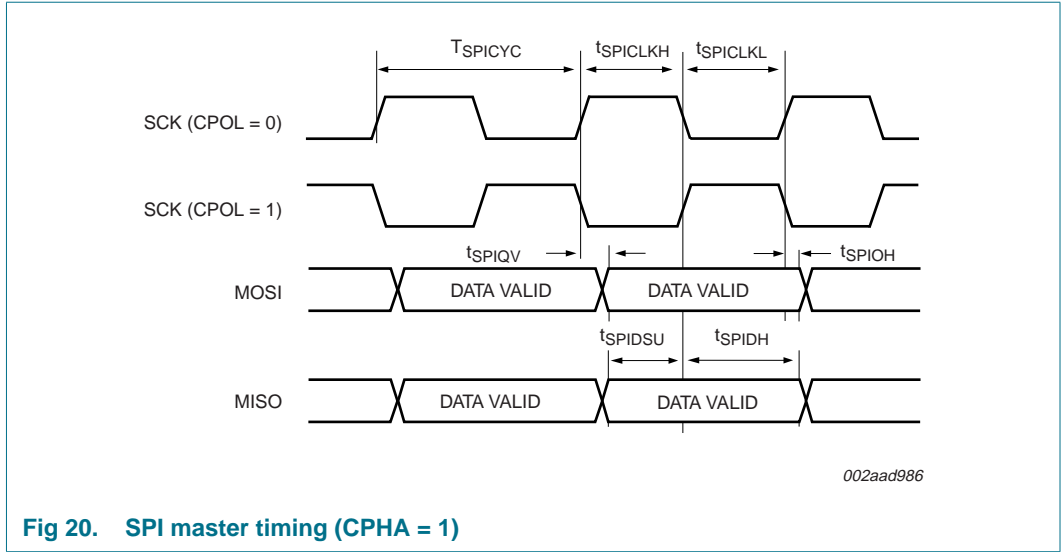 TSPICYC tSPICLKH tSPICLKL
SCK (CPOL = 0)
SCK (CPOL = 1)
tSPIQV tSPIOH
MOSI DATA VALID DATA VALID
tSPIDSU tSPIDH
MISO DATA VALID DATA VALID
002aad986
Fig 20. SPI master timing (CPHA = 1)